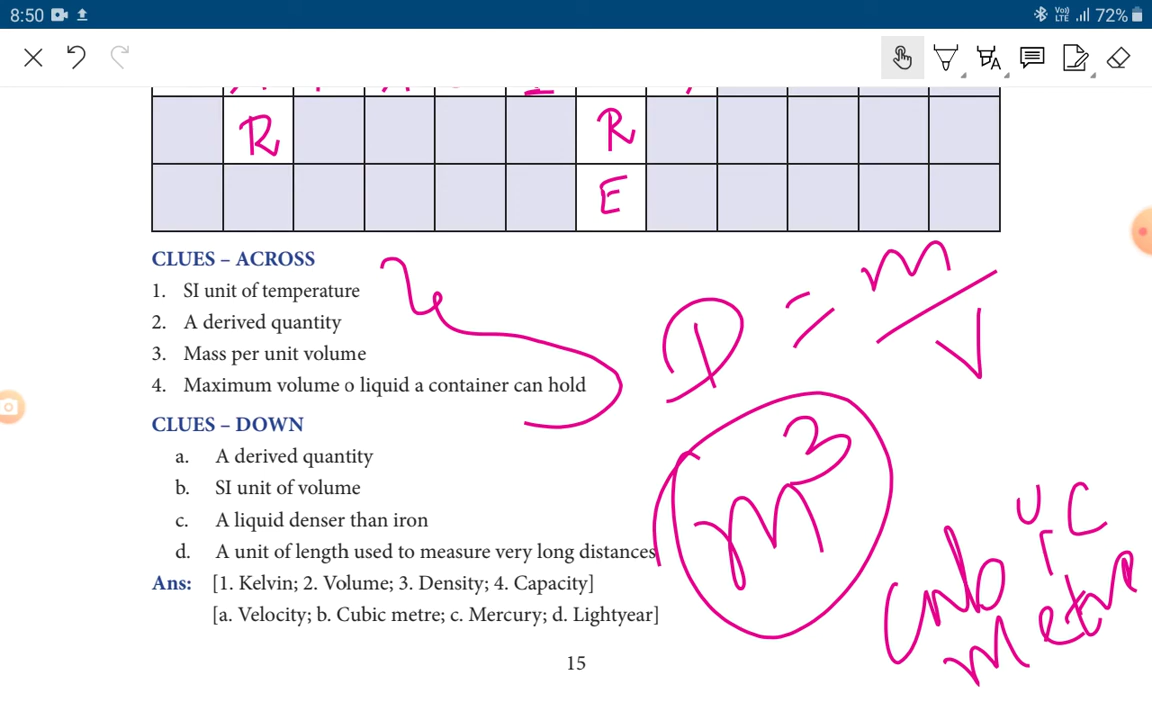 8:50 72%
R R
E
CLUES – ACROSS
1. SI unit of temperature
2. A derived quantity
3. Mass per unit volume
4. Maximum volume o liquid a container can hold
D = m/V
CLUES – DOWN
a. A derived quantity
b. SI unit of volume
c. A liquid denser than iron
d. A unit of length used to measure very long distances
m³
Cubic
Metre
Ans: [1. Kelvin; 2. Volume; 3. Density; 4. Capacity]
[a. Velocity; b. Cubic metre; c. Mercury; d. Lightyear]
15